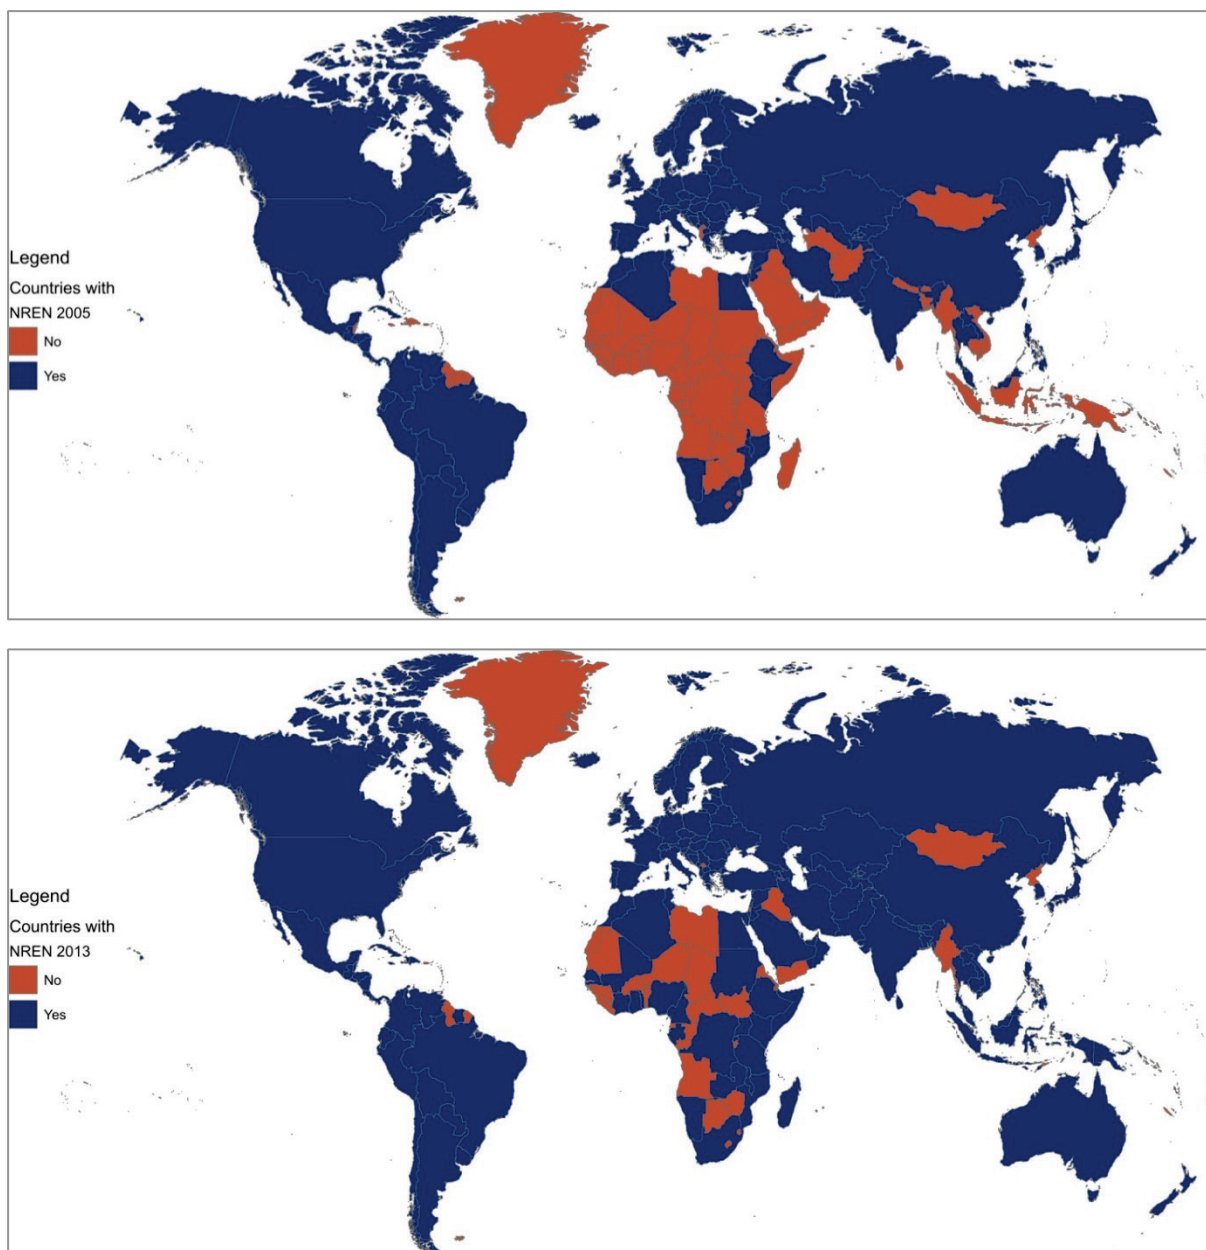 Legend
Countries with
NREN 2005
No
Yes
Legend
Countries with
NREN 2013
No
Yes